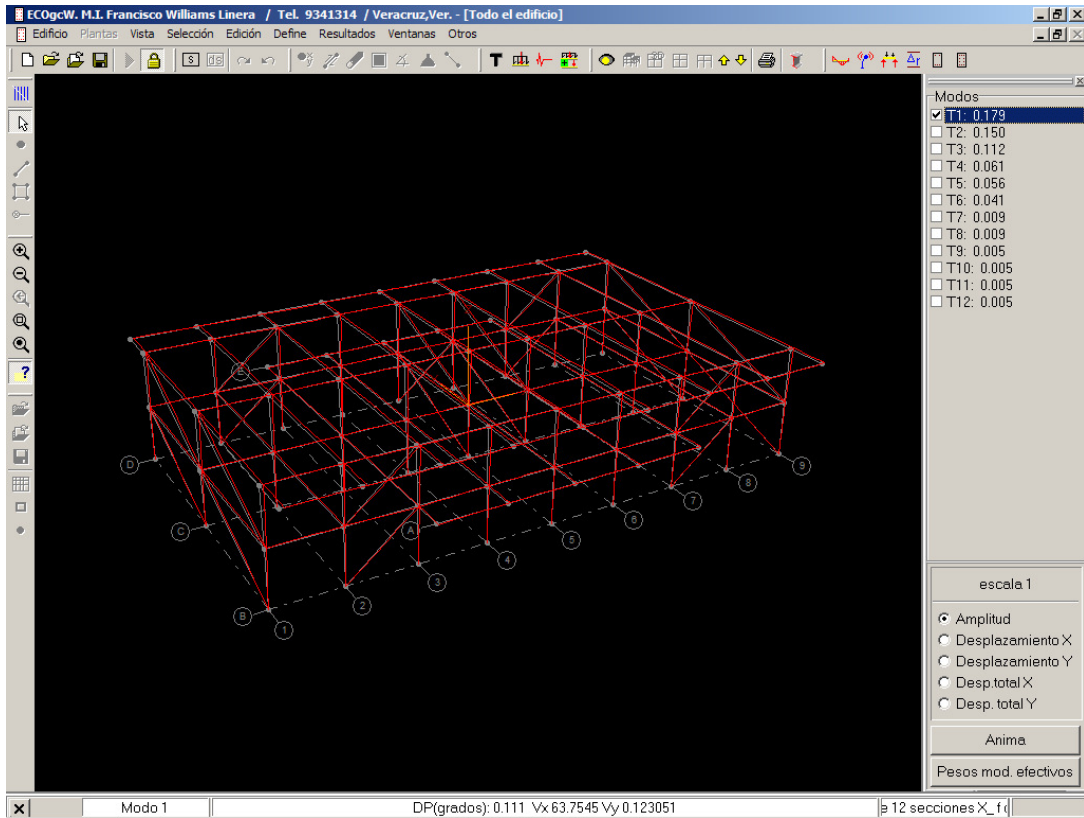 ECOgcW. M.I. Francisco Williams Linera / Tel. 9341314 / Veracruz,Ver. - [Todo el edificio]
Edificio Plantas Vista Selección Edición Define Resultados Ventanas Otros
Modos
T1: 0.179
T2: 0.150
T3: 0.112
T4: 0.061
T5: 0.056
T6: 0.041
T7: 0.009
T8: 0.009
T9: 0.005
T10: 0.005
T11: 0.005
T12: 0.005
E
D
C
B
A
1
2
3
4
5
6
7
8
9
escala 1
Amplitud
Desplazamiento X
Desplazamiento Y
Desp.total X
Desp. total Y
Anima
Pesos mod. efectivos
Modo 1
DP(grados): 0.111 Vx 63.7545 Vy 0.123051
e 12 secciones X_f